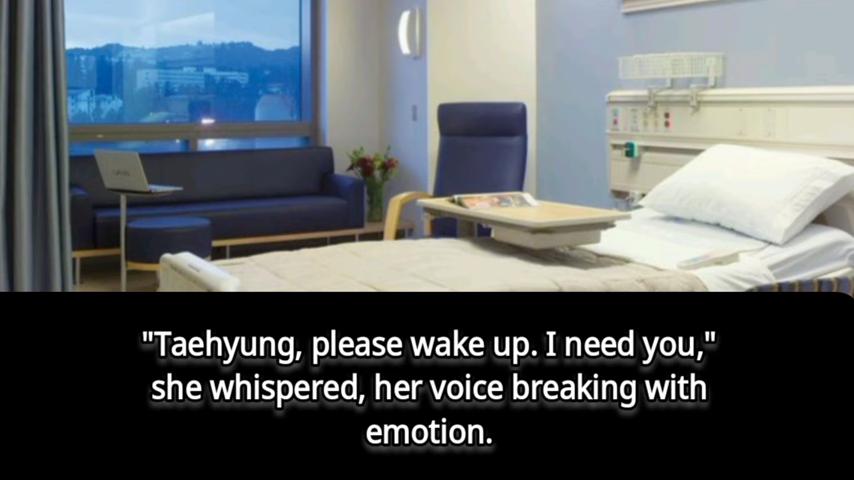 "Taehyung, please wake up. I need you,"
she whispered, her voice breaking with
emotion.